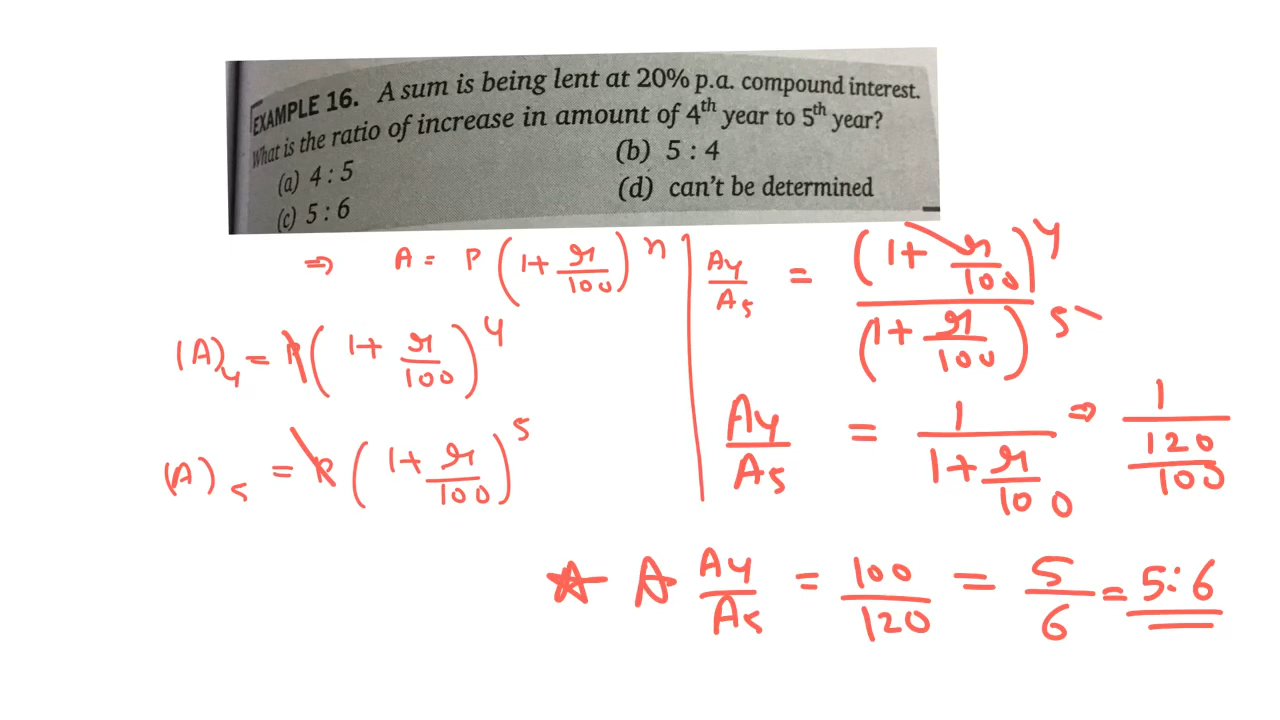 EXAMPLE 16. A sum is being lent at 20% p.a. compound interest.
What is the ratio of increase in amount of 4th year to 5th year?
(a) 4 : 5 (b) 5 : 4
(c) 5 : 6 (d) can't be determined
⇒ A = P (1 + r/100)^n
(A)4 = P (1 + r/100)^4
(A)5 = P (1 + r/100)^5
A4/A5 = (1 + r/100)^4 / (1 + r/100)^5
A4/A5 = 1 / (1 + r/100) ⇒ 1 / (120/100)
A4/A5 = 100/120 = 5/6 = 5:6